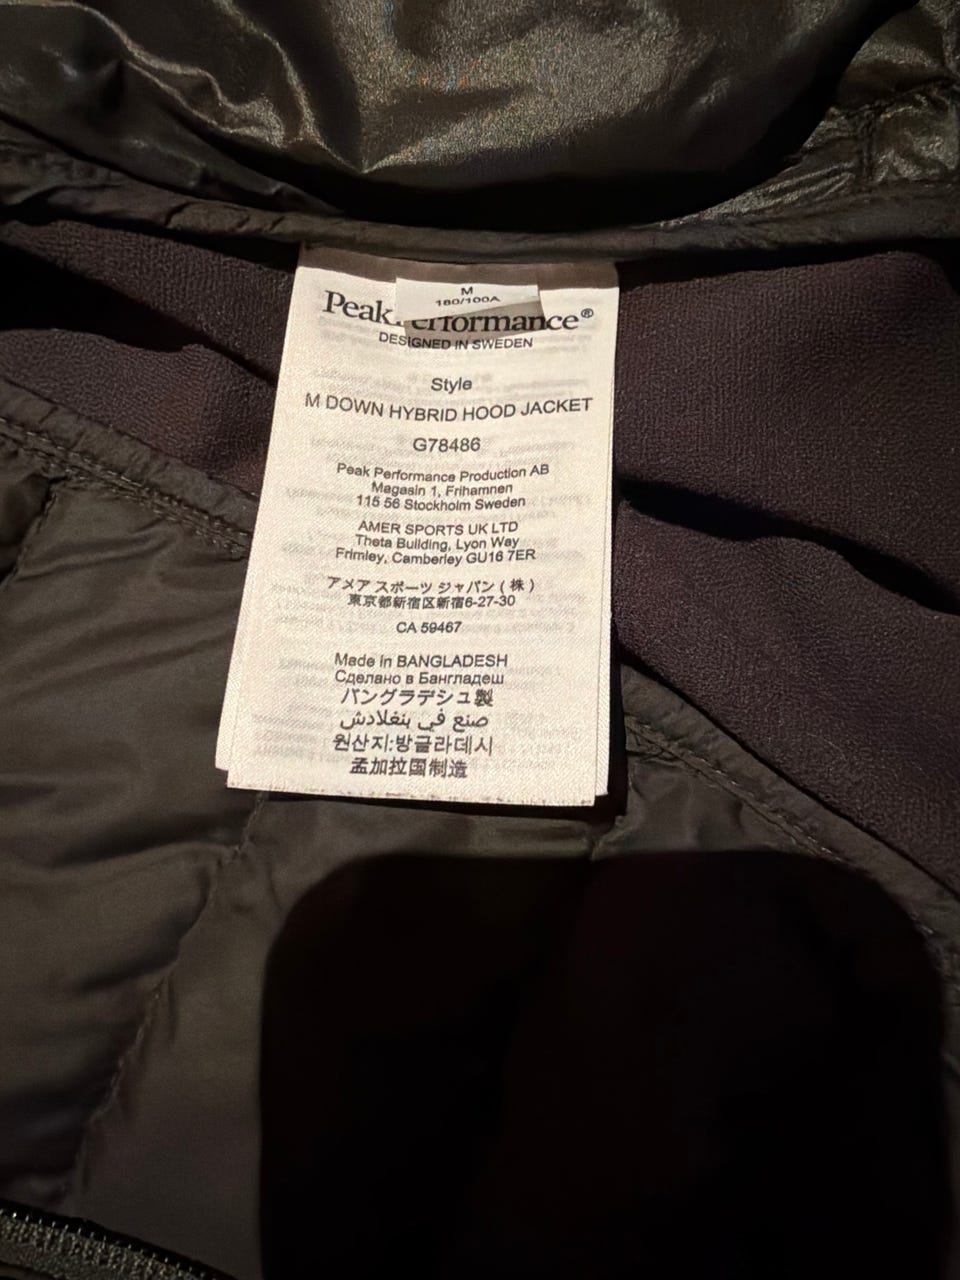 M
180/100A
Peak Performance®
DESIGNED IN SWEDEN
Style
M DOWN HYBRID HOOD JACKET
G78486
Peak Performance Production AB
Magasin 1, Frihamnen
115 56 Stockholm Sweden
AMER SPORTS UK LTD
Theta Building, Lyon Way
Frimley, Camberley GU16 7ER
アメア スポーツ ジャパン ( 株 )
東京都新宿区新宿6-27-30
CA 59467
Made in BANGLADESH
Сделано в Бангладеш
バングラデシュ製
صنع في بنغلادش
원산지:방글라데시
孟加拉国制造